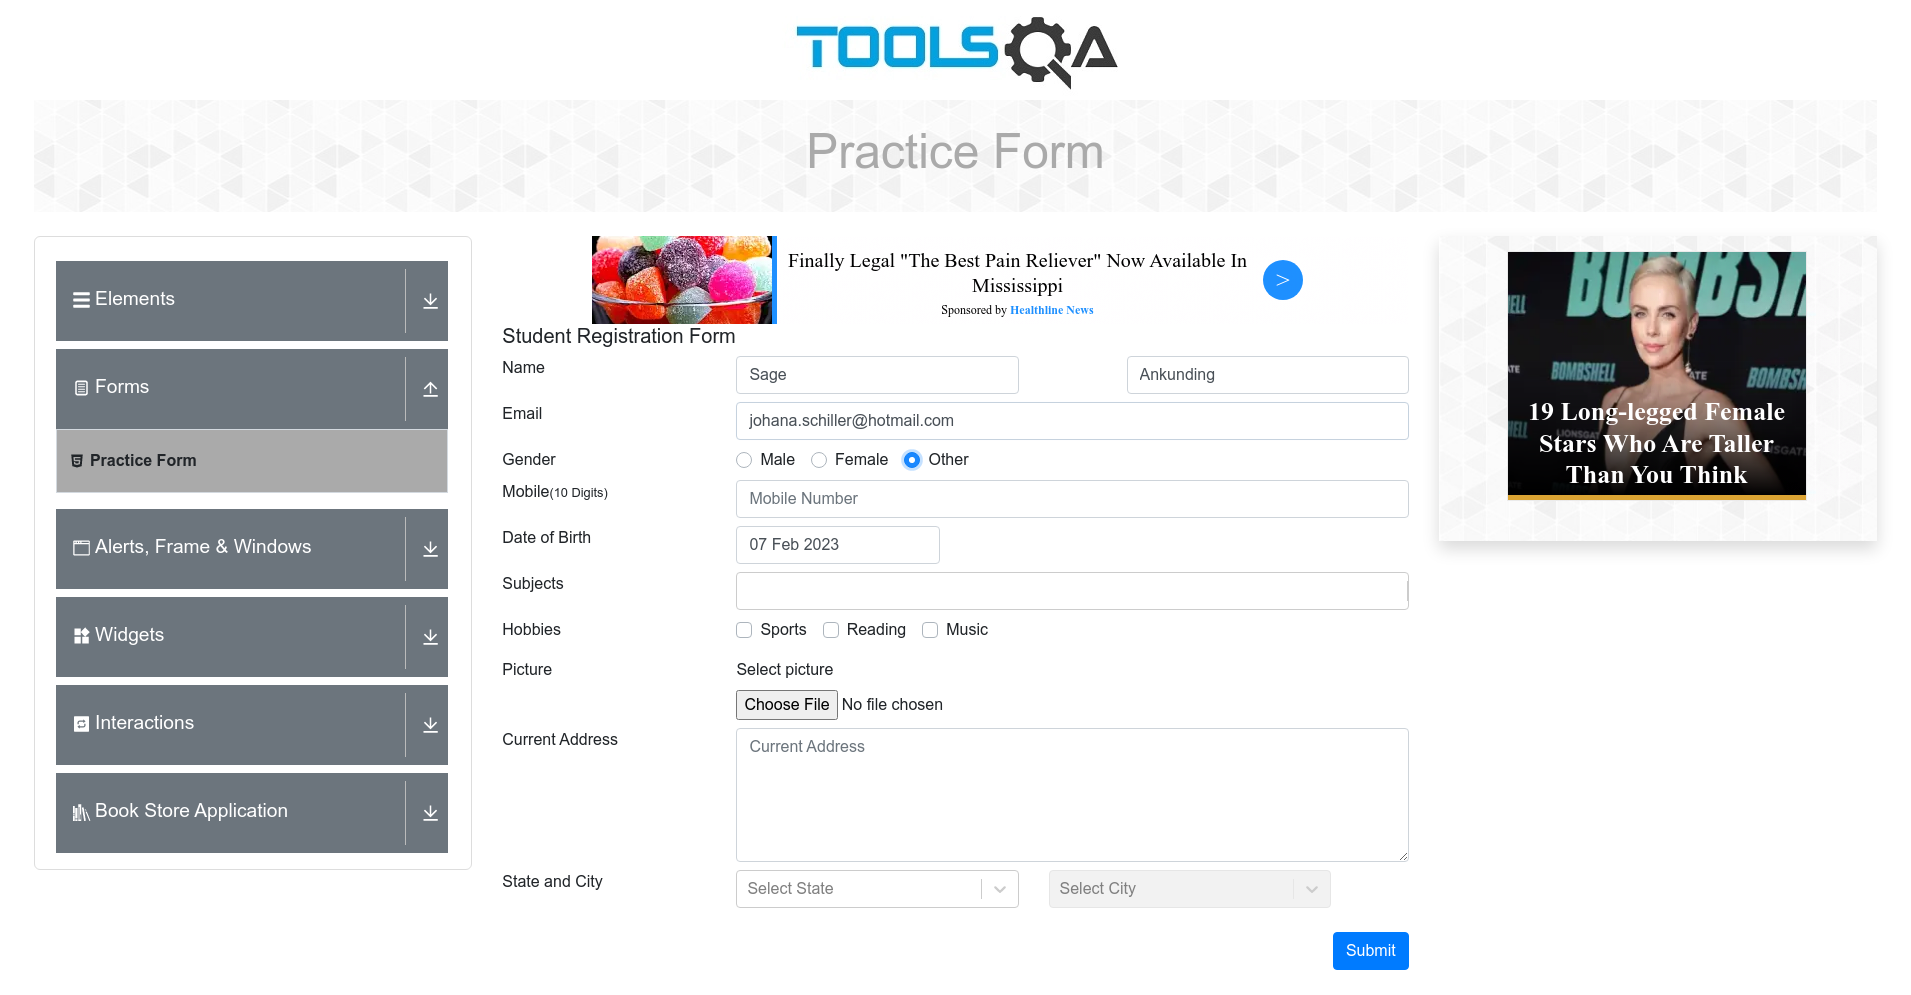 TOOLSQA
Practice Form
Elements
Forms
Practice Form
Alerts, Frame & Windows
Widgets
Interactions
Book Store Application
Finally Legal "The Best Pain Reliever" Now Available In
Mississippi
Sponsored by Healthline News
>
Student Registration Form
Name
Sage
Ankunding
Email
johana.schiller@hotmail.com
Gender
Male Female Other
Mobile(10 Digits)
Mobile Number
Date of Birth
07 Feb 2023
Subjects
Hobbies
Sports Reading Music
Picture
Select picture
Choose File No file chosen
Current Address
Current Address
State and City
Select State
Select City
Submit
BOMBSHELL
BOMBSHELL
19 Long-legged Female
Stars Who Are Taller
Than You Think